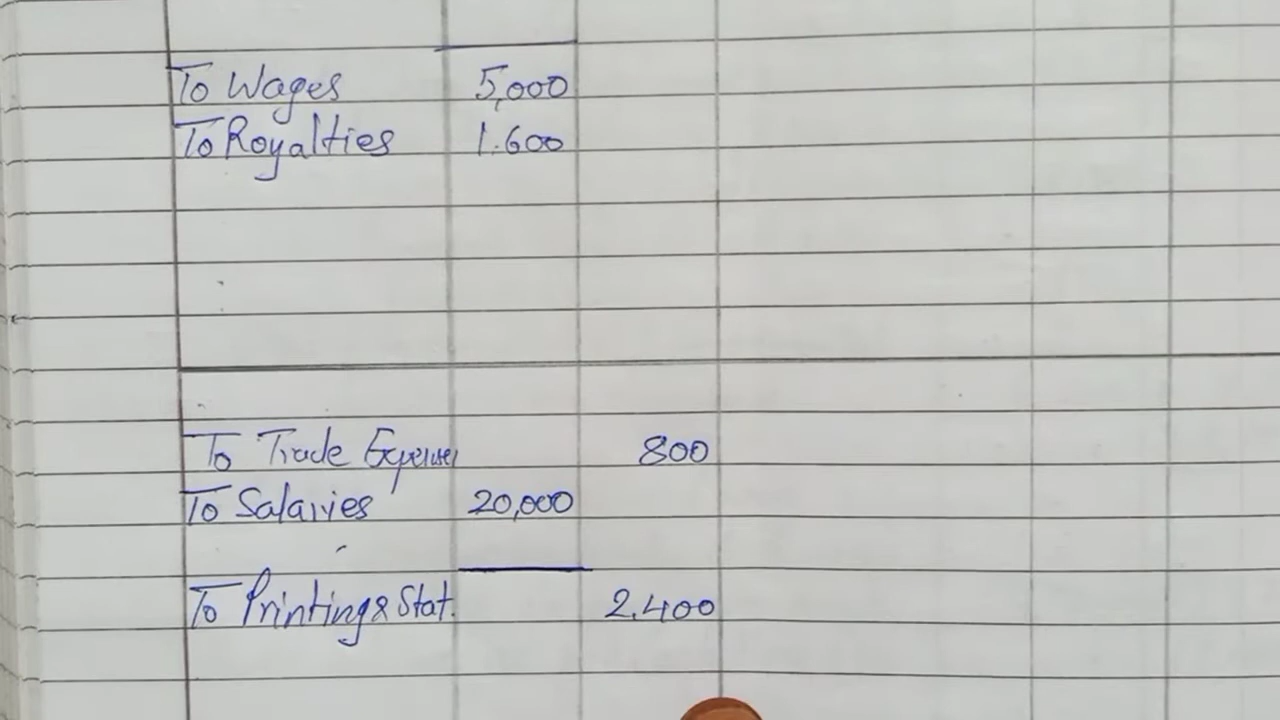 To Wages 5,000
To Royalties 1.600
To Trade Expenses 800
To Salaries 20,000
To Printing & Stat. 2,400